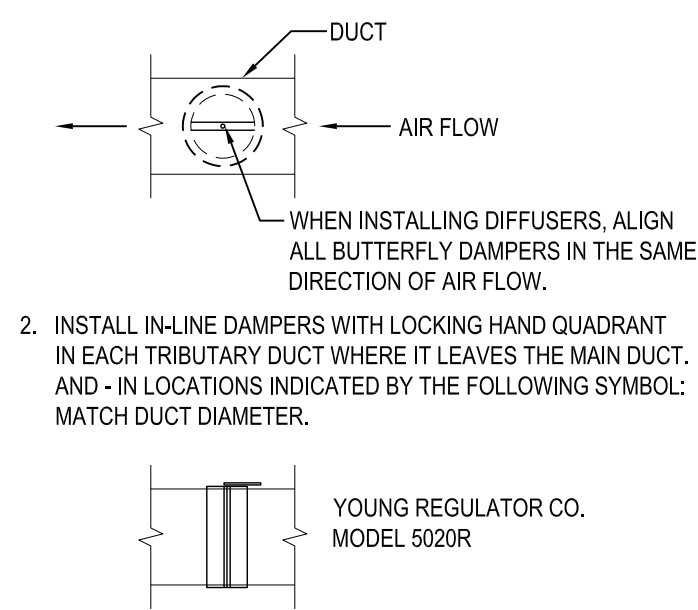 DUCT
AIR FLOW
WHEN INSTALLING DIFFUSERS, ALIGN
ALL BUTTERFLY DAMPERS IN THE SAME
DIRECTION OF AIR FLOW.
2. INSTALL IN-LINE DAMPERS WITH LOCKING HAND QUADRANT
IN EACH TRIBUTARY DUCT WHERE IT LEAVES THE MAIN DUCT.
AND - IN LOCATIONS INDICATED BY THE FOLLOWING SYMBOL:
MATCH DUCT DIAMETER.
YOUNG REGULATOR CO.
MODEL 5020R